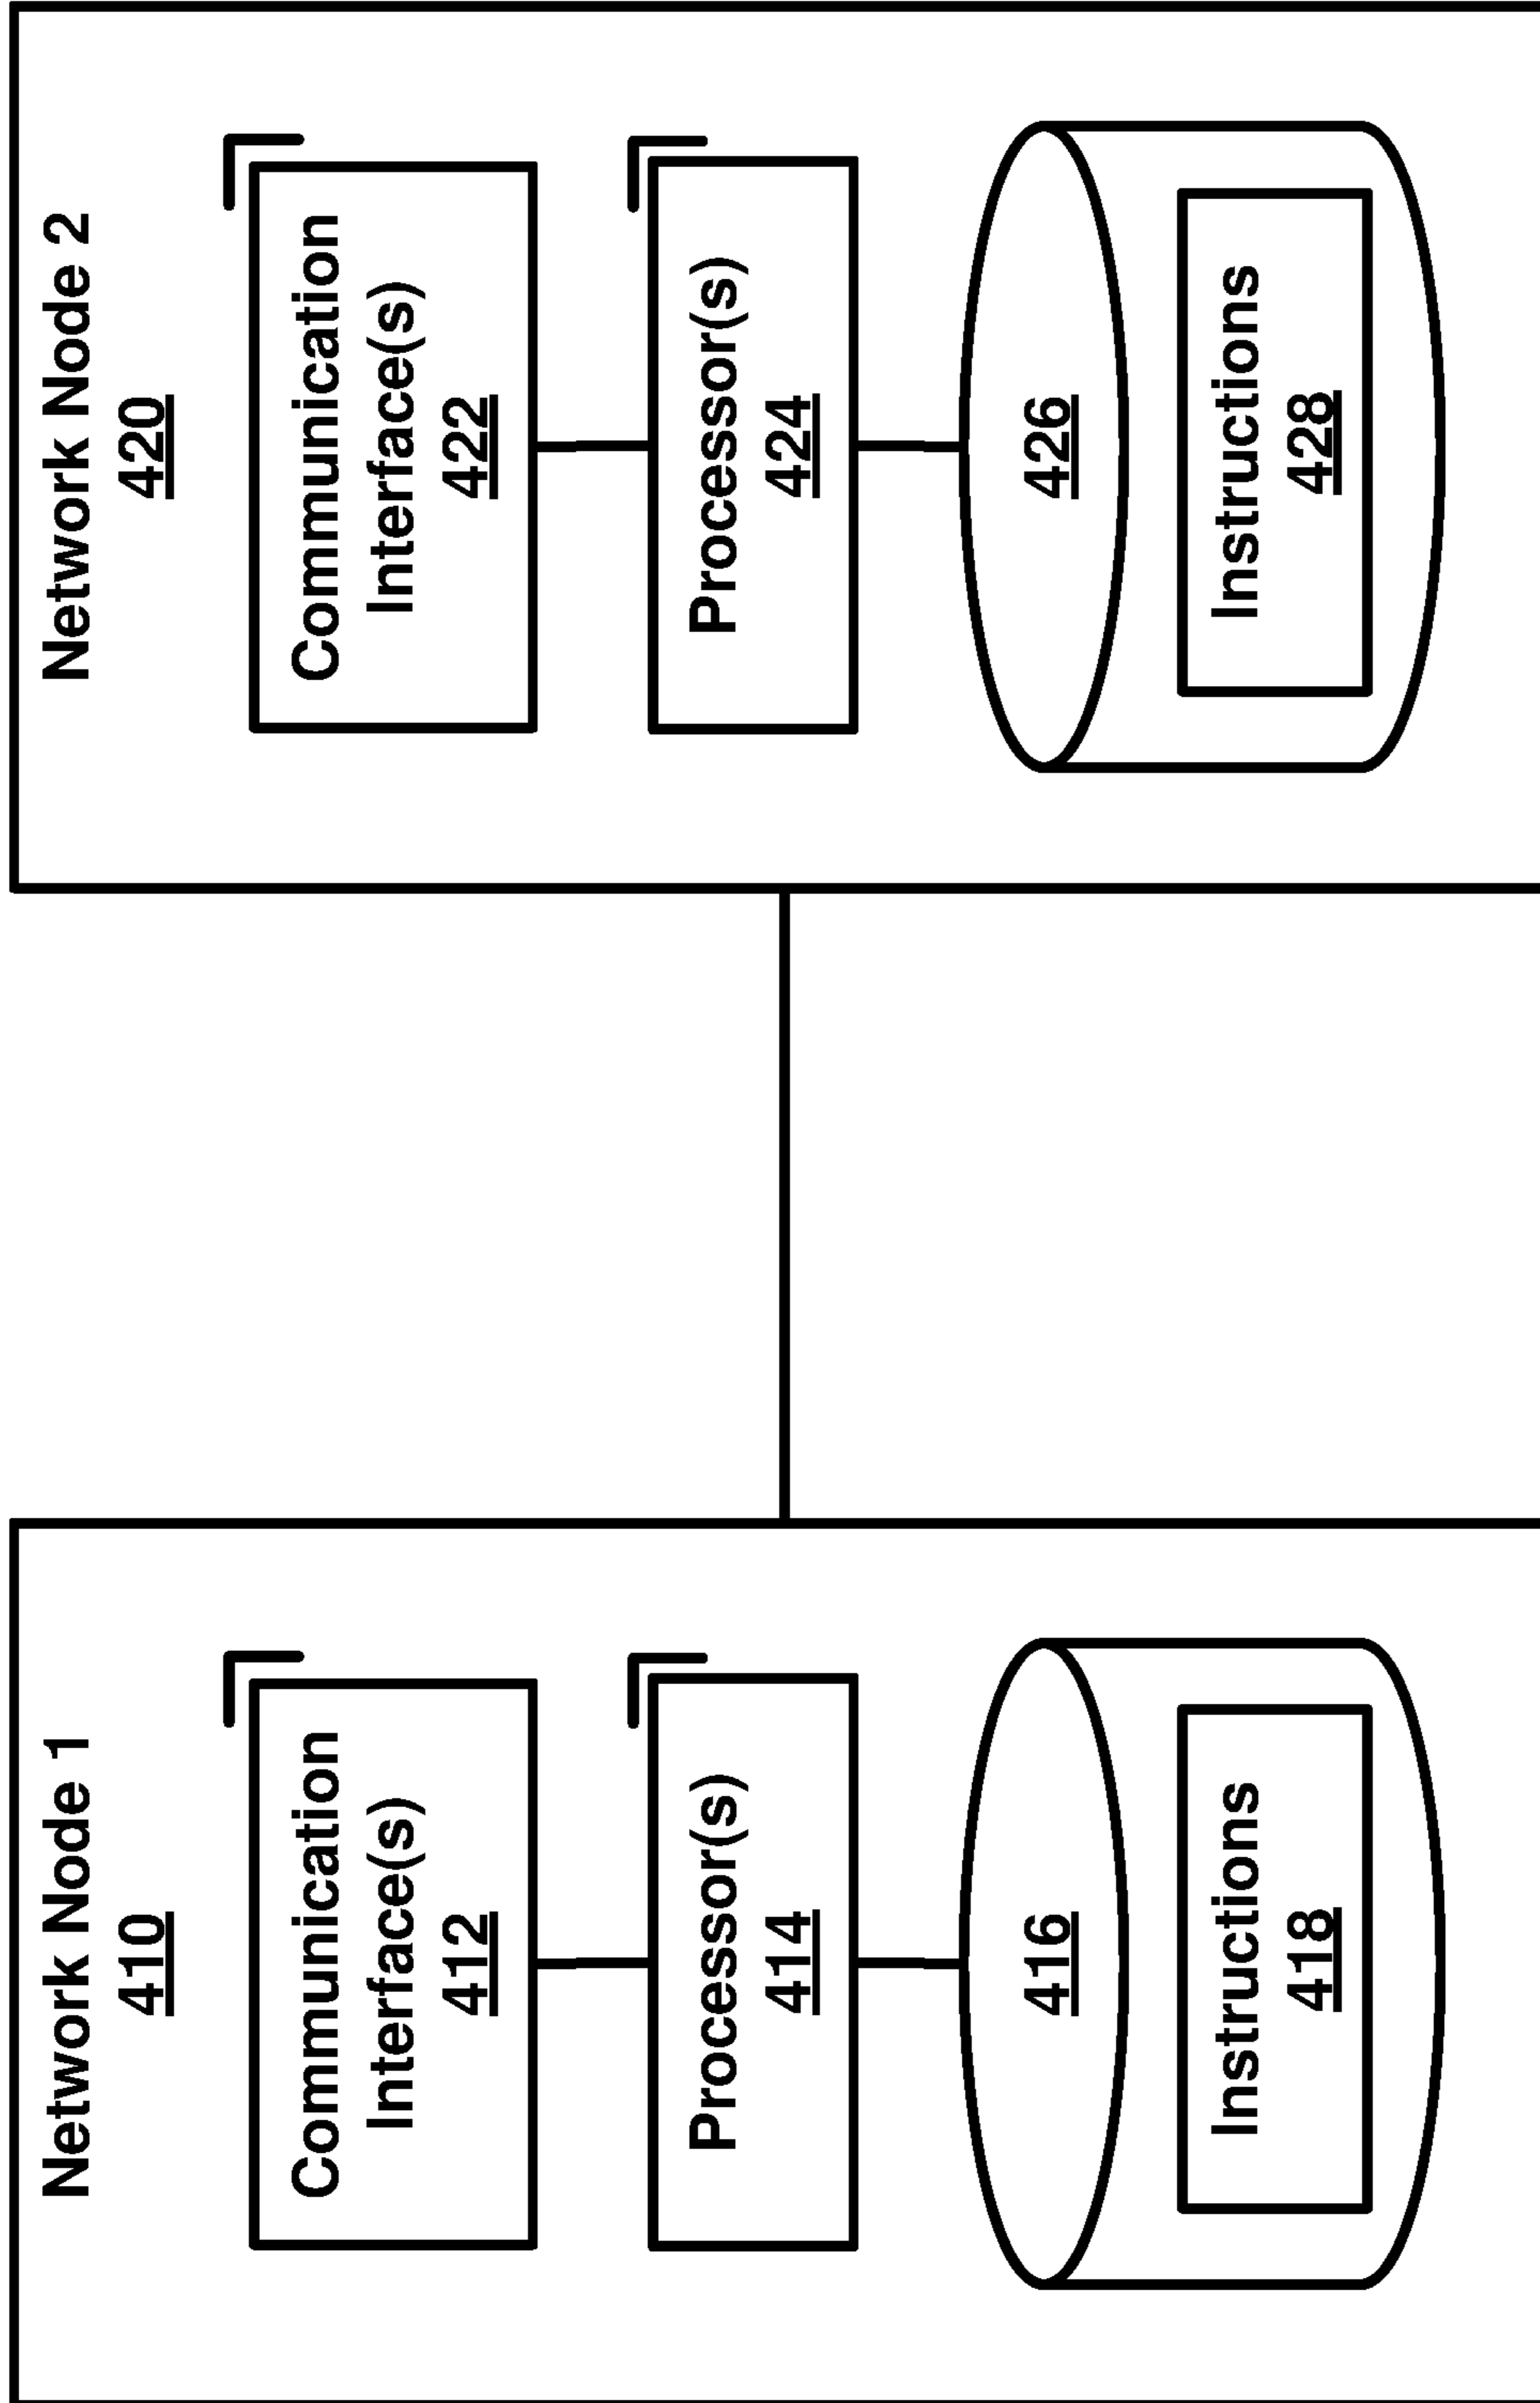 Network Node 1
410
Communication
Interface(s)
412
Processor(s)
414
416
Instructions
418
Network Node 2
420
Communication
Interface(s)
422
Processor(s)
424
426
Instructions
428